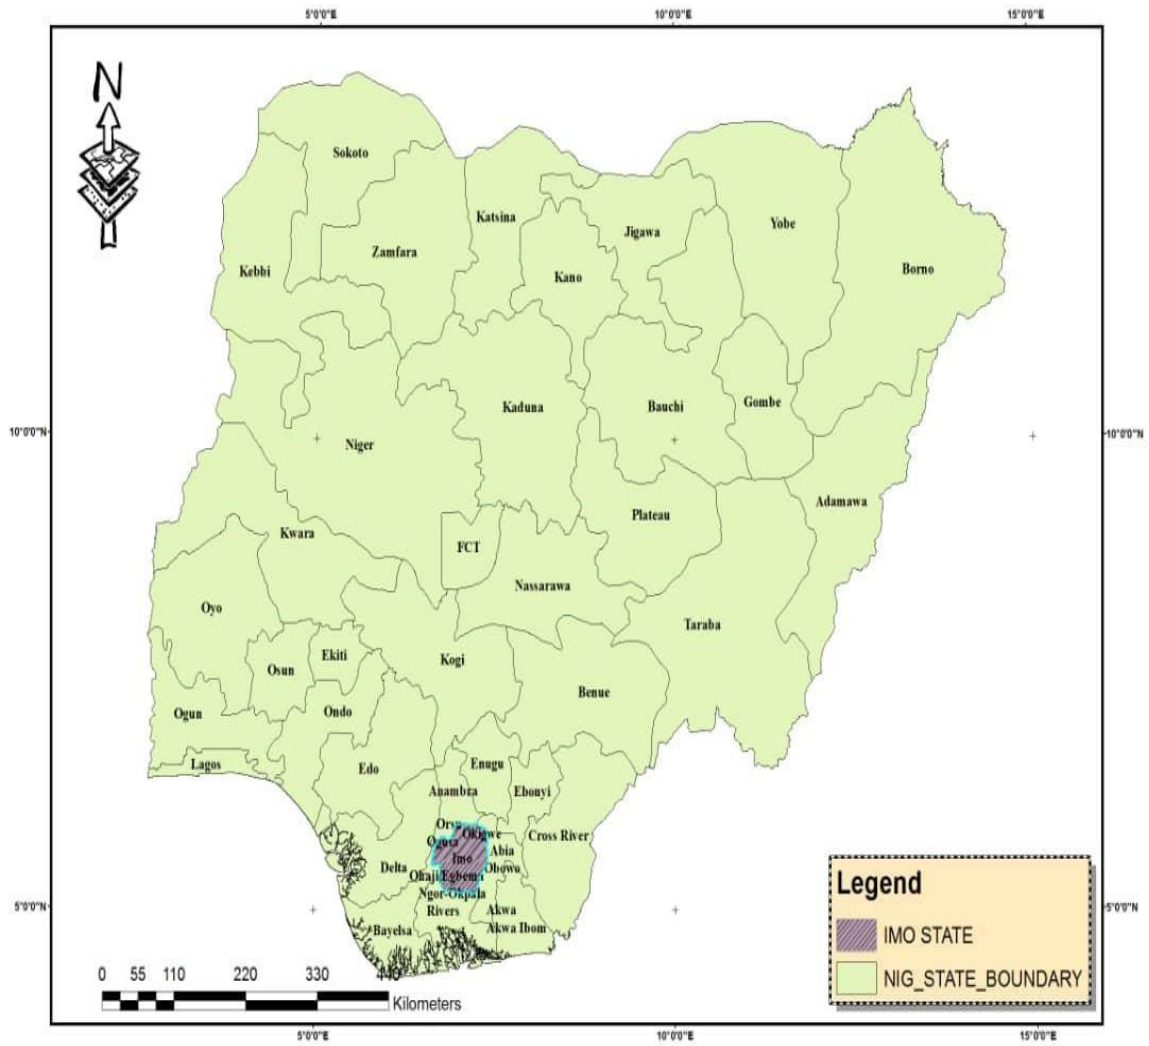 5°0'0"E 10°0'0"E 15°0'0"E
N
Sokoto
Katsina
Yobe
Jigawa
Zamfara
Kebbi
Kano
Borno
Kaduna
Bauchi
Gombe
10°0'0"N 10°0'0"N
Niger
Adamawa
Plateau
Kwara
FCT
Nassarawa
Oyo
Taraba
Ekiti
Kogi
Osun
Benue
Ogun
Ondo
Lagos
Edo
Enugu
Anambra
Ebonyi
Orsu
Okigwe
Cross River
Oguta
Abia
Imo
Delta
Obowo
Ohaji Egbema
Ngor-Okpala
Rivers
Akwa
5°0'0"N 5°0'0"N
Akwa Ibom
Bayelsa
Legend
IMO STATE
NIG_STATE_BOUNDARY
0 55 110 220 330 440
Kilometers
5°0'0"E 10°0'0"E 15°0'0"E